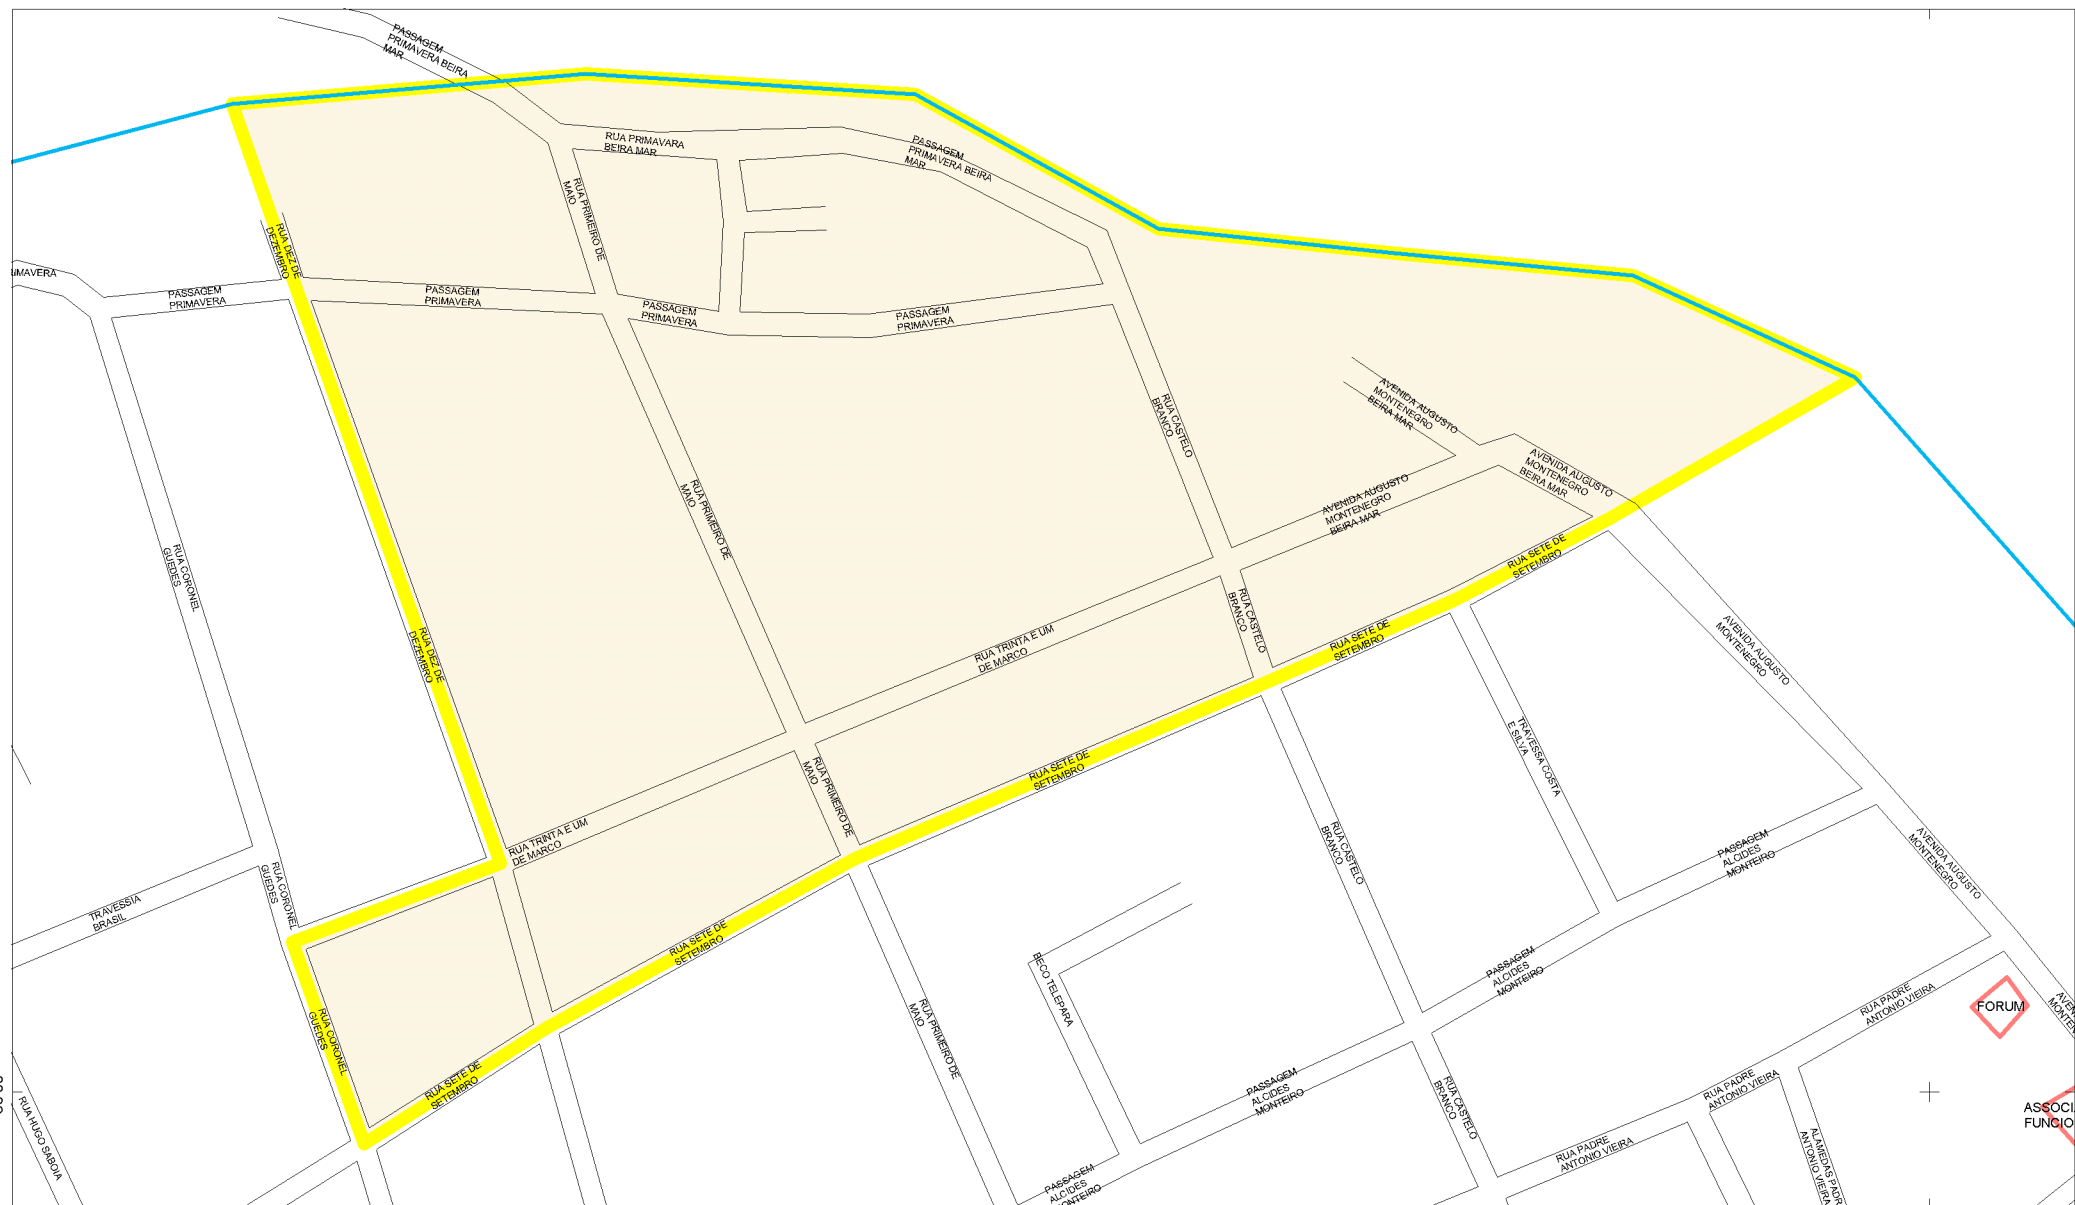 PASSAGEM
PRIMAVERA BEIRA
MAR
RUA PRIMAVARA
BEIRA MAR
PASSAGEM
PRIMAVERA BEIRA
MAR
RUA PRIMEIRO DE
MAIO
RUA DEZ DE
DEZEMBRO
PASSAGEM
PRIMAVERA
PASSAGEM
PRIMAVERA
PASSAGEM
PRIMAVERA
PASSAGEM
PRIMAVERA
AVENIDA AUGUSTO
MONTENEGRO
BEIRA MAR
RUA CASTELO
BRANCO
AVENIDA AUGUSTO
MONTENEGRO
BEIRA MAR
AVENIDA AUGUSTO
MONTENEGRO
BEIRA MAR
RUA PRIMEIRO DE
MAIO
RUA CORONEL
GUEDES
RUA SETE DE
SETEMBRO
RUA CASTELO
BRANCO
RUA DEZ DE
DEZEMBRO
RUA TRINTA E UM
DE MARCO
RUA SETE DE
SETEMBRO
AVENIDA AUGUSTO
MONTENEGRO
TRAVESSA COSTA
E SILVA
RUA SETE DE
SETEMBRO
RUA PRIMEIRO DE
MAIO
RUA TRINTA E UM
DE MARCO
RUA CASTELO
BRANCO
PASSAGEM
ALCIDES
MONTEIRO
AVENIDA AUGUSTO
MONTENEGRO
RUA CORONEL
GUEDES
TRAVESSIA
BRASIL
RUA SETE DE
SETEMBRO
BECO TELEPARA
PASSAGEM
ALCIDES
MONTEIRO
RUA PADRE
ANTONIO VIEIRA
FORUM
RUA CORONEL
GUEDES
RUA PRIMEIRO DE
MAIO
RUA SETE DE
SETEMBRO
PASSAGEM
ALCIDES
MONTEIRO
RUA CASTELO
BRANCO
RUA PADRE
ANTONIO VIEIRA
RUA HUGO SABOIA
RUA PADRE
ANTONIO VIEIRA
PASSAGEM
ALCIDES